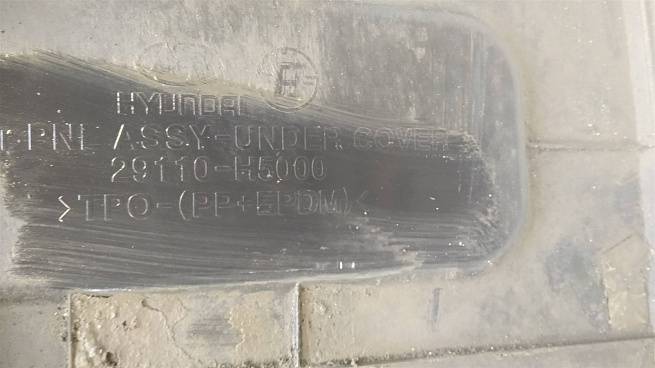 HYUNDAI
PNL ASSY-UNDER COVER
29110-H5000
>TPO-(PP+EPDM)<